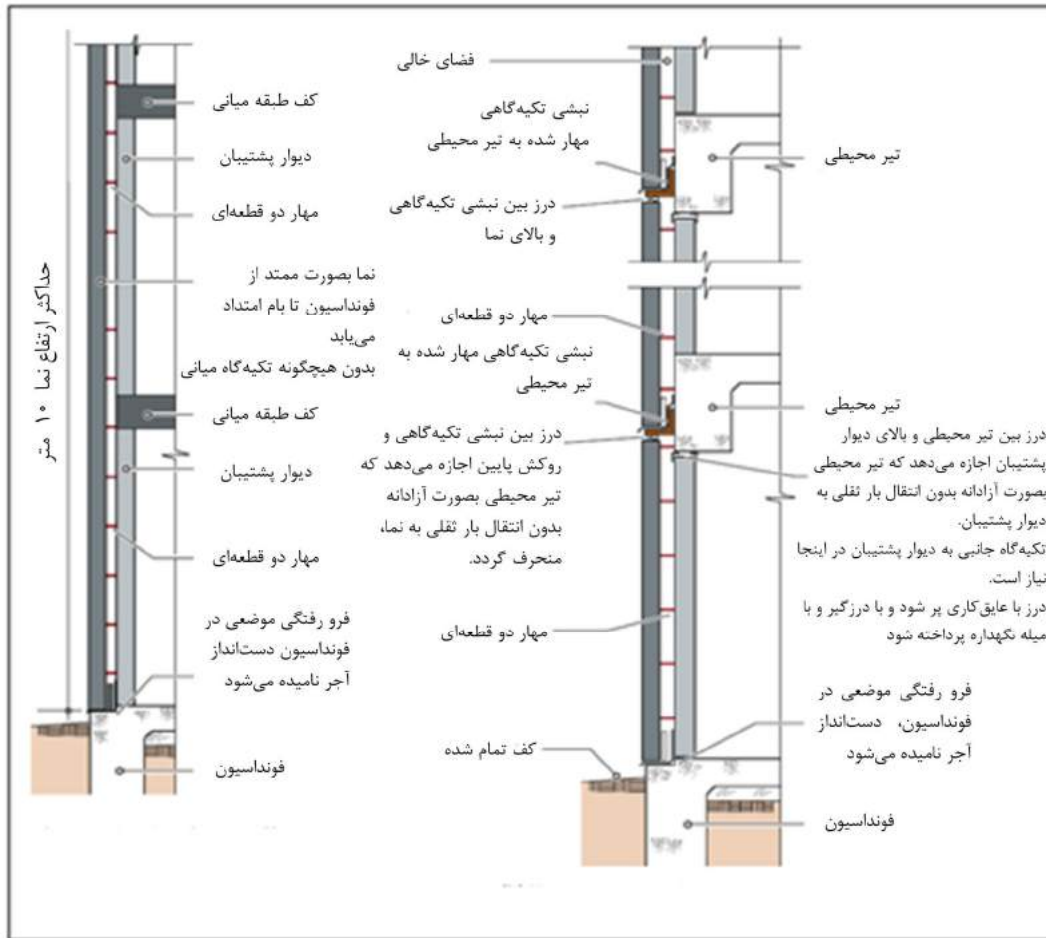 فضای خالی
نبشی تکیه‌گاهی
مهار شده به تیر محیطی
تیر محیطی
درز بین نبشی تکیه‌گاهی
و بالای نما
مهار دو قطعه‌ای
نبشی تکیه‌گاهی مهار شده به
تیر محیطی
تیر محیطی
درز بین تیر محیطی و بالای دیوار
پشتیبان اجازه می‌دهد که تیر محیطی
بصورت آزادانه بدون انتقال بار ثقلی به
دیوار پشتیبان.
تکیه‌گاه جانبی به دیوار پشتیبان در اینجا
نیاز است.
درز با عایق‌کاری پر شود و با درزگیر و با
میله نگهداره پرداخته شود
درز بین نبشی تکیه‌گاهی و
روکش پایین اجازه می‌دهد که
تیر محیطی بصورت آزادانه
بدون انتقال بار ثقلی به نما،
منحرف گردد.
مهار دو قطعه‌ای
فرو رفتگی موضعی در
فونداسیون، دست‌انداز
آجر نامیده می‌شود
کف تمام شده
فونداسیون
کف طبقه میانی
دیوار پشتیبان
مهار دو قطعه‌ای
نما بصورت ممتد از
فونداسیون تا بام امتداد
می‌یابد
بدون هیچگونه تکیه‌گاه میانی
کف طبقه میانی
دیوار پشتیبان
مهار دو قطعه‌ای
فرو رفتگی موضعی در
فونداسیون دست‌انداز
آجر نامیده می‌شود
فونداسیون
حداکثر ارتفاع نما ۱۰ متر